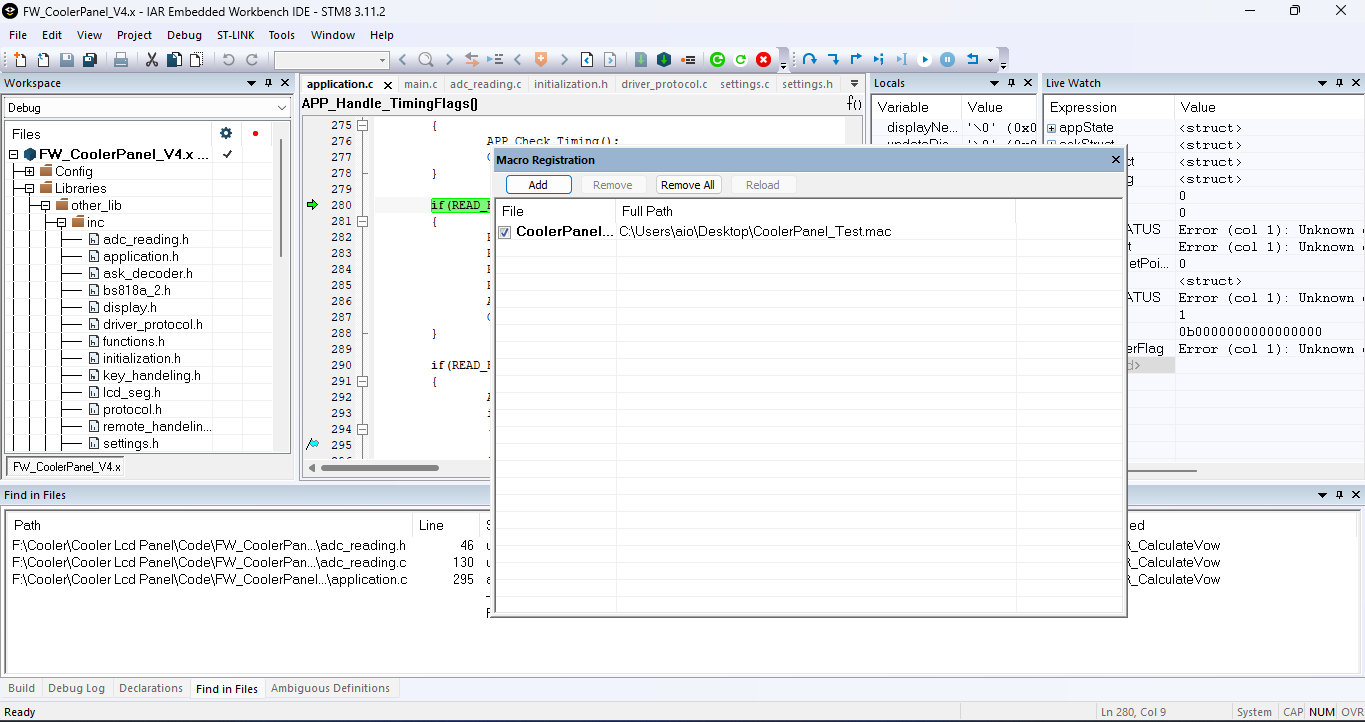 FW_CoolerPanel_V4.x - IAR Embedded Workbench IDE - STM8 3.11.2
File Edit View Project Debug ST-LINK Tools Window Help
Workspace
Debug
Files
FW_CoolerPanel_V4.x ...
Config
Libraries
other_lib
inc
adc_reading.h
application.h
ask_decoder.h
bs818a_2.h
display.h
driver_protocol.h
functions.h
initialization.h
key_handeling.h
lcd_seg.h
protocol.h
remote_handelin...
settings.h
FW_CoolerPanel_V4.x
application.c main.c adc_reading.c initialization.h driver_protocol.c settings.c settings.h
APP_Handle_TimingFlags() f()
275 {
276 APP_Check_Timing();
277
278 }
279
280 if(READ_
281 {
282
283
284
285
286
287
288 }
289
290 if(READ_
291 {
292
293
294
295
Locals
Variable Value
displayNe... '\0' (0x0
Live Watch
Expression Value
appState <struct>
<struct>
<struct>
<struct>
0
0
ATUS Error (col 1): Unknown
Error (col 1): Unknown
etPoi... 0
<struct>
ATUS Error (col 1): Unknown
1
0b0000000000000000
erFlag Error (col 1): Unknown
Macro Registration
Add Remove Remove All Reload
File Full Path
CoolerPanel... C:\Users\aio\Desktop\CoolerPanel_Test.mac
Find in Files
Path Line
F:\Cooler\Cooler Lcd Panel\Code\FW_CoolerPan...\adc_reading.h 46
F:\Cooler\Cooler Lcd Panel\Code\FW_CoolerPan...\adc_reading.c 130
F:\Cooler\Cooler Lcd Panel\Code\FW_CoolerPanel...\application.c 295
ed
_CalculateVow
_CalculateVow
_CalculateVow
Build Debug Log Declarations Find in Files Ambiguous Definitions
Ready Ln 280, Col 9 System CAP NUM OVR